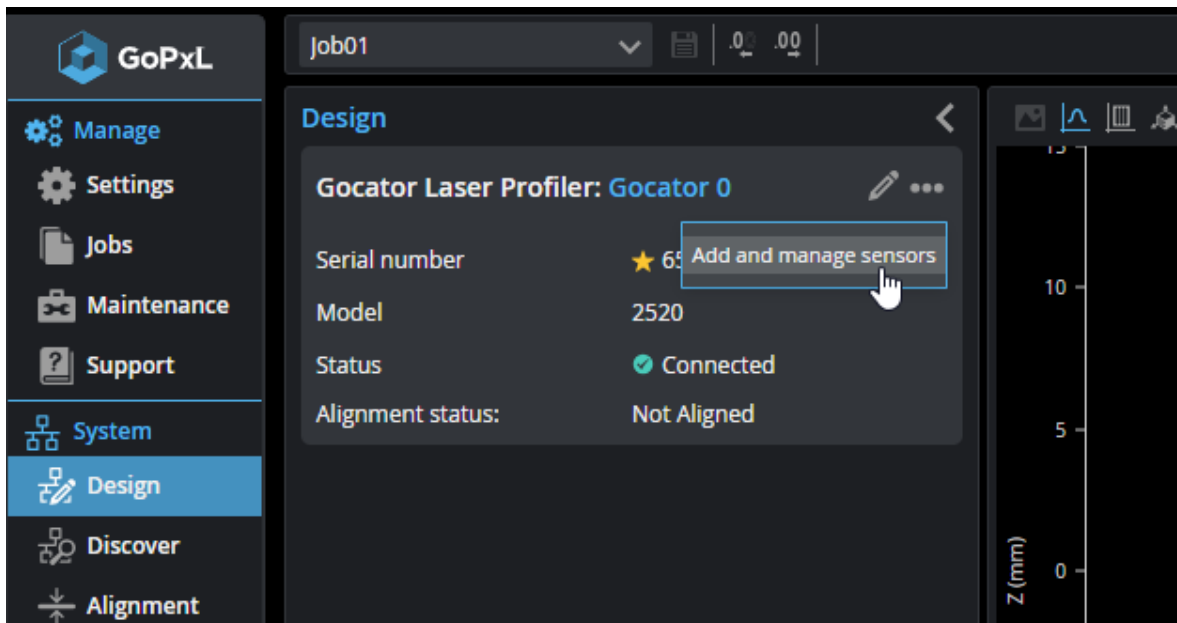 GoPxL
Manage
Settings
Jobs
Maintenance
Support
System
Design
Discover
Alignment
Job01
.00
.00
Design
Gocator Laser Profiler: Gocator 0
Serial number
Add and manage sensors
Model 2520
Status Connected
Alignment status: Not Aligned
10
5
0
Z (mm)